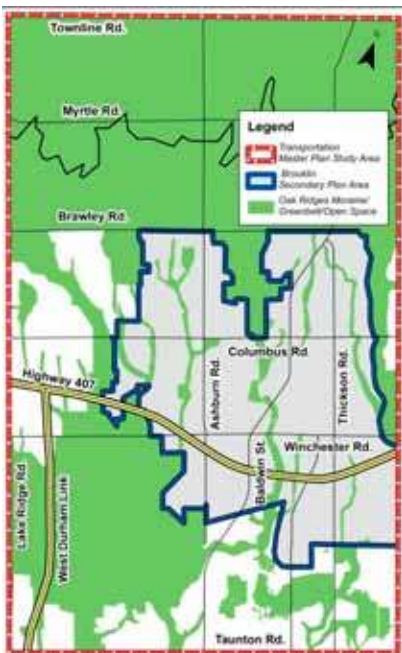 Townline Rd.
Myrtle Rd.
Legend
Transportation
Master Plan Study Area
Brooklin
Secondary Plan Area
Oak Ridges Moraine/
Greenbelt/Open Space
Brawley Rd.
Columbus Rd.
Highway 407
Ashburn Rd.
Thickson Rd.
Winchester Rd.
Baldwin St.
Lake Ridge Rd.
West Durham Link
Taunton Rd.